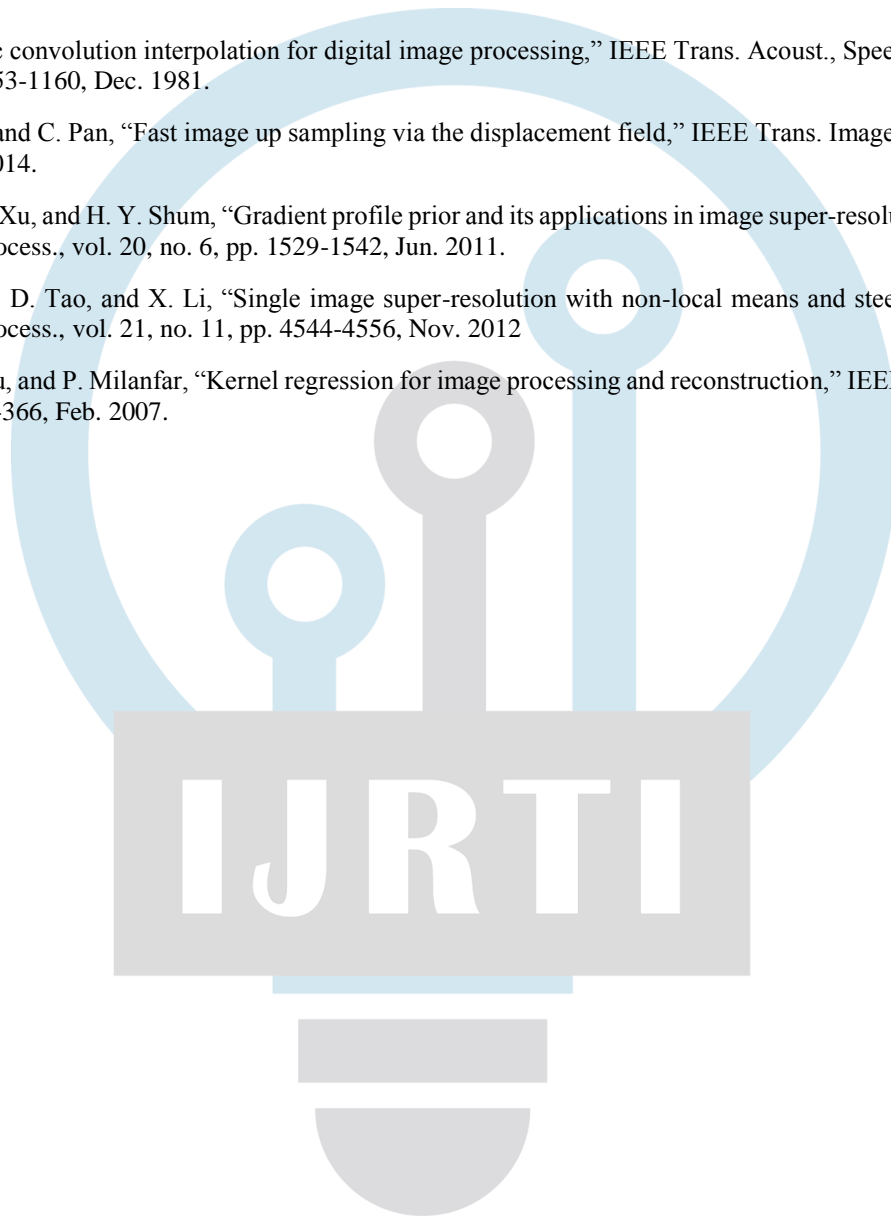 convolution interpolation for digital image processing,” IEEE Trans. Acoust.,
53-1160, Dec. 1981.
and C. Pan, “Fast image up sampling via the displacement field,” IEEE Trans. Image
014.
Xu, and H. Y. Shum, “Gradient profile prior and its applications in image super-resolu
ocess., vol. 20, no. 6, pp. 1529-1542, Jun. 2011.
D. Tao, and X. Li, “Single image super-resolution with non-local means and stee
ocess., vol. 21, no. 11, pp. 4544-4556, Nov. 2012
u, and P. Milanfar, “Kernel regression for image processing and reconstruction,” IEE
-366, Feb. 2007.
IJRTI